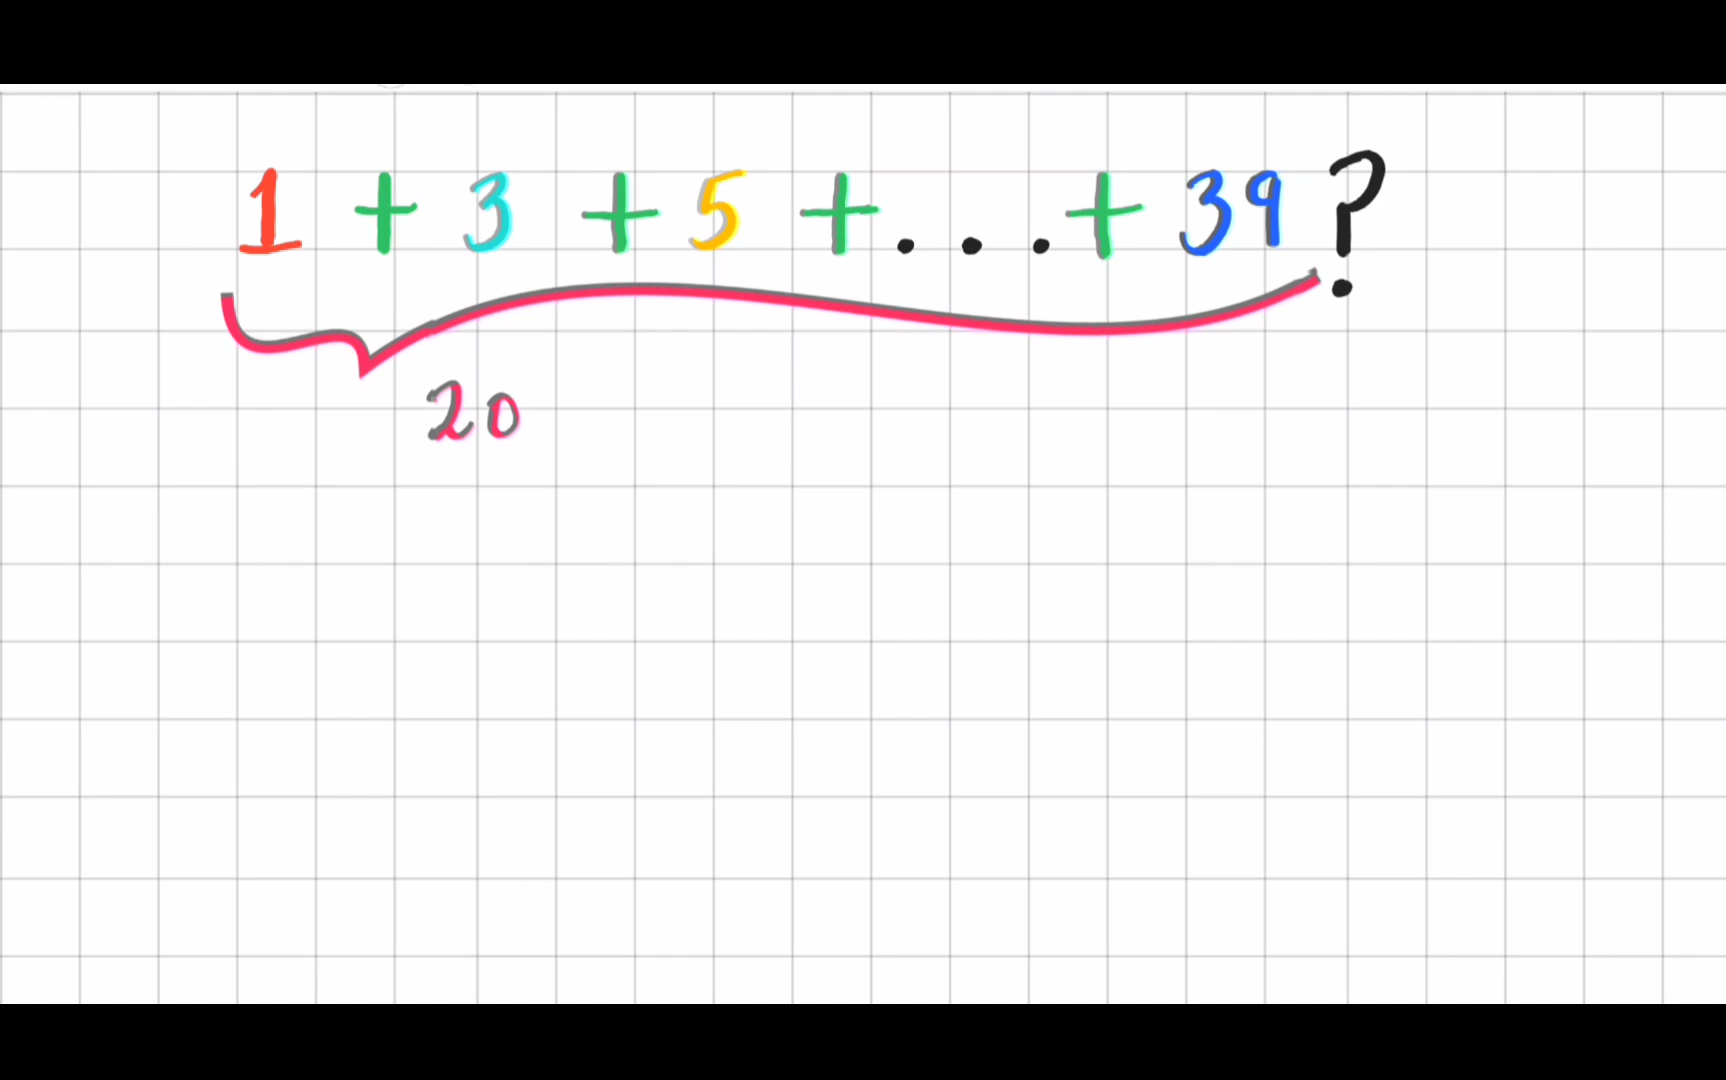 1 + 3 + 5 + . . . + 39 ?
20